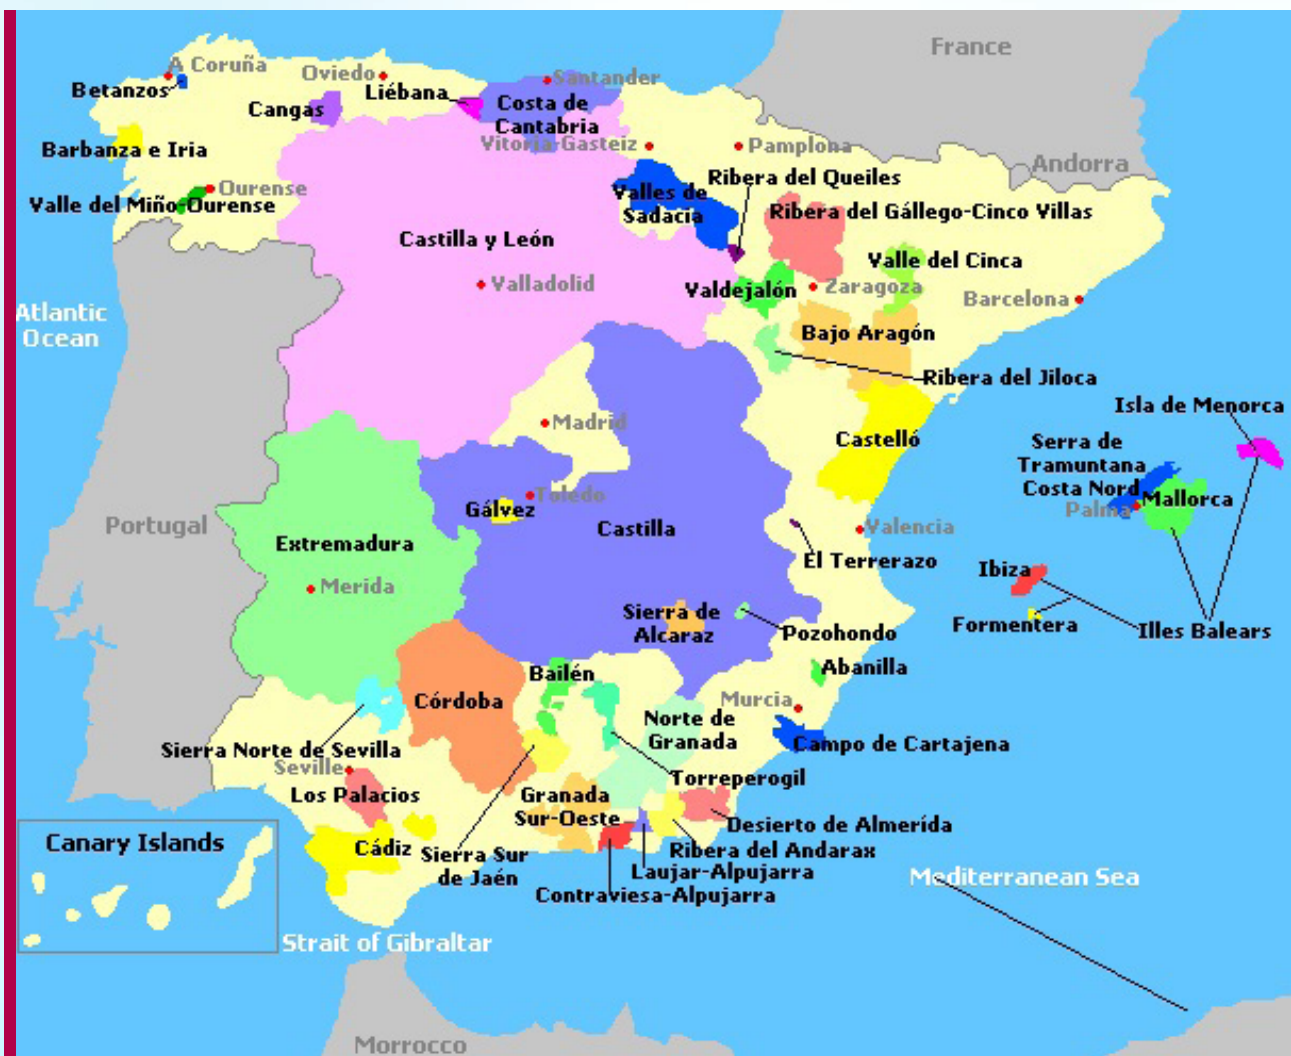 France
A Coruña
Oviedo
Santander
Betanzos
Liébana
Cangas
Costa de
Cantabria
Vitoria-Gasteiz
Pamplona
Barbanza e Iria
Andorra
Ribera del Queiles
Ourense
Valle del Miño-Ourense
Valles de
Sadacia
Ribera del Gállego-Cinco Villas
Castilla y León
Valle del Cinca
Valladolid
Valdejalón
Zaragoza
Barcelona
Atlantic
Ocean
Bajo Aragón
Ribera del Jiloca
Isla de Menorca
Madrid
Castelló
Serra de
Tramuntana
Costa Nord
Mallorca
Palma
Toledo
Gálvez
Portugal
Castilla
Valencia
Extremadura
El Terrerazo
Ibiza
Merida
Sierra de
Alcaraz
Pozohondo
Formentera
Illes Balears
Bailén
Abanilla
Córdoba
Murcia
Norte de
Granada
Campo de Cartajena
Sierra Norte de Sevilla
Seville
Torreperogil
Los Palacios
Granada
Sur-Oeste
Desierto de Almerída
Canary Islands
Cádiz
Sierra Sur
de Jaén
Ribera del Andarax
Laujar-Alpujarra
Contraviesa-Alpujarra
Mediterranean Sea
Strait of Gibraltar
Morrocco